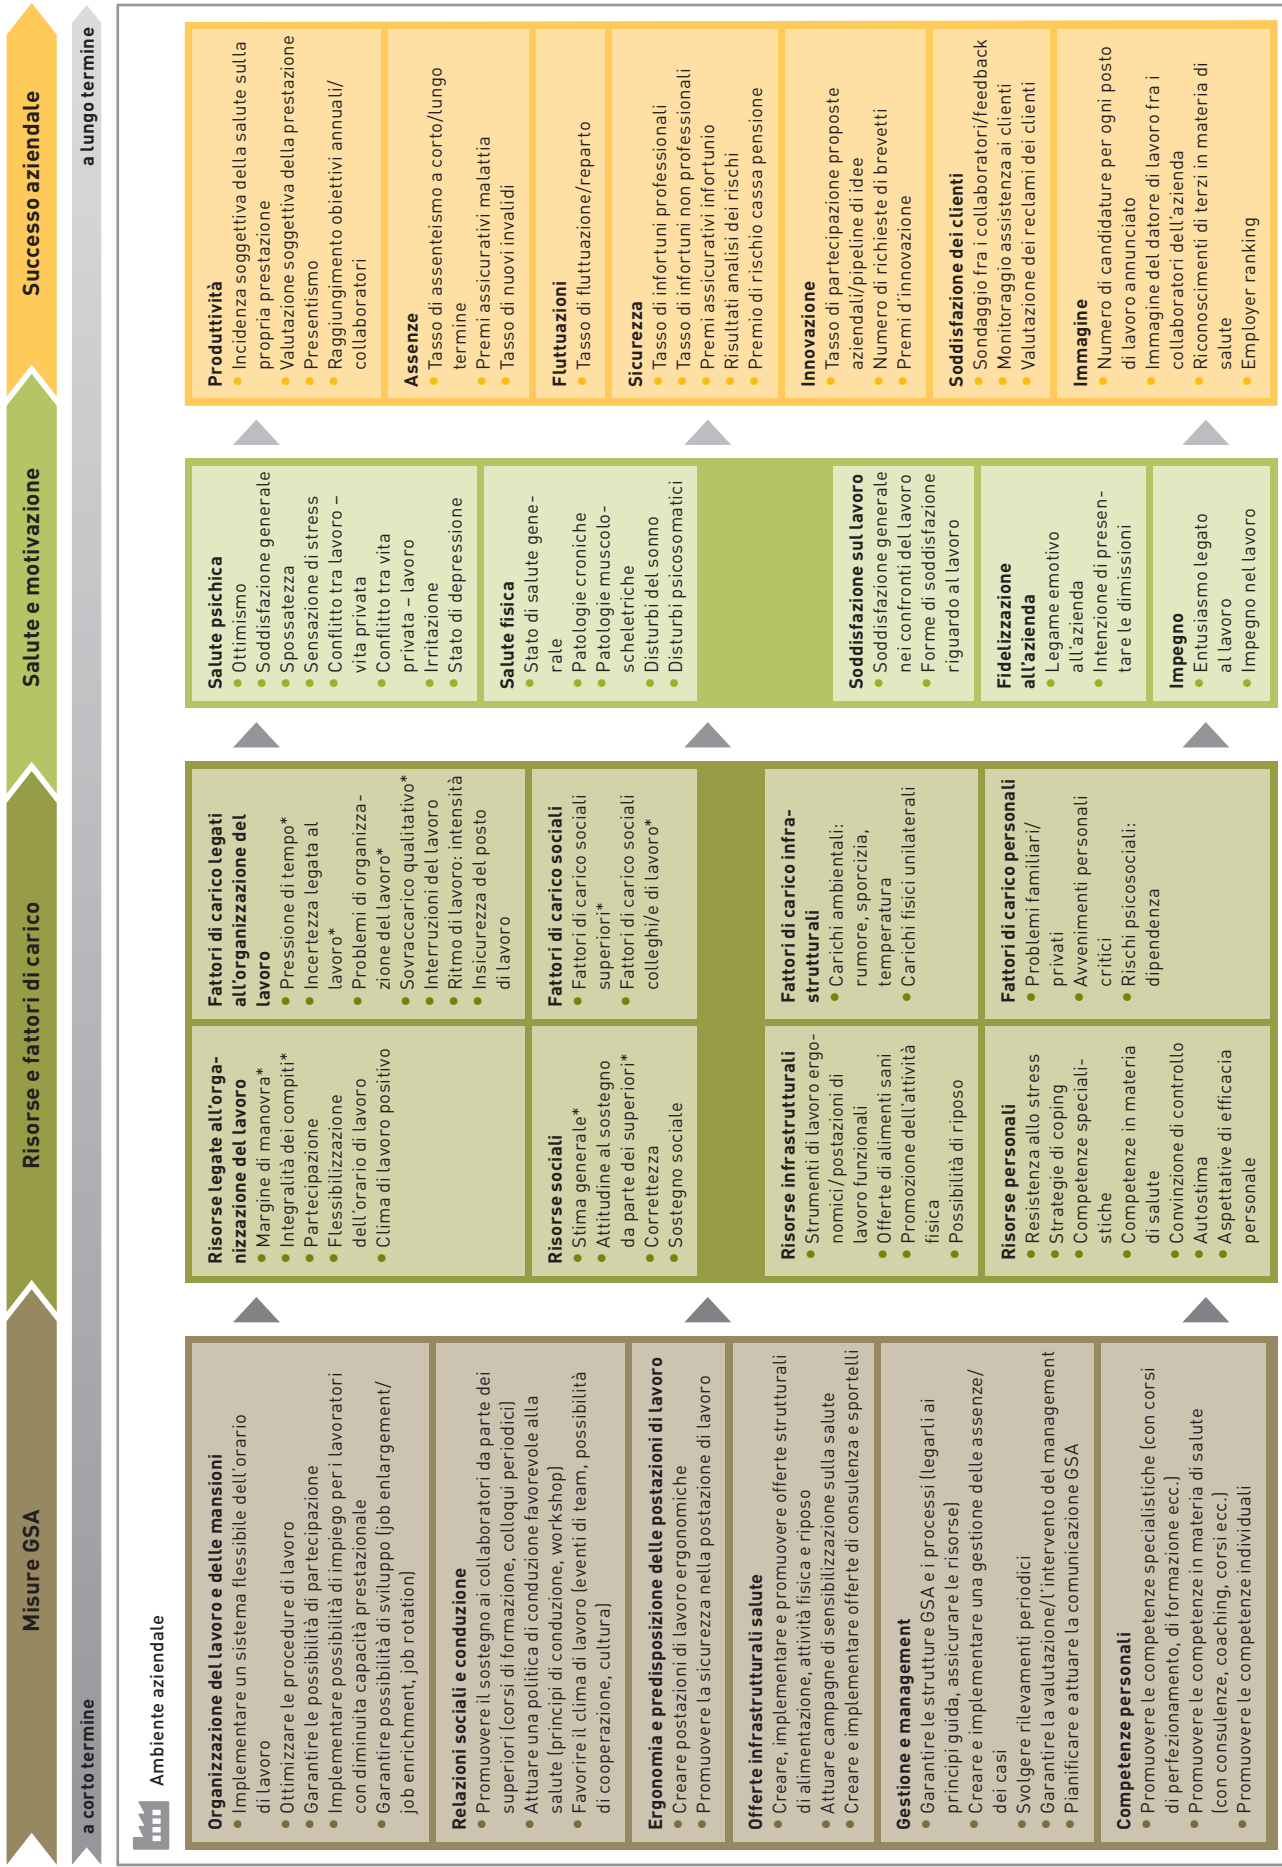 Misure GSA
Risorse e fattori di carico
Salute e motivazione
Successo aziendale
a corto termine
a lungo termine
Ambiente aziendale
Organizzazione del lavoro e delle mansioni
• Implementare un sistema flessibile dell'orario
di lavoro
• Ottimizzare le procedure di lavoro
• Garantire le possibilità di partecipazione
• Implementare possibilità di impiego per i lavoratori
con diminuita capacità prestazionale
• Garantire possibilità di sviluppo (job enlargement/
job enrichment, job rotation)
Relazioni sociali e conduzione
• Promuovere il sostegno ai collaboratori da parte dei
superiori (corsi di formazione, colloqui periodici)
• Attuare una politica di conduzione favorevole alla
salute (principi di conduzione, workshop)
• Favorire il clima di lavoro (eventi di team, possibilità
di cooperazione, cultura)
Ergonomia e predisposizione delle postazioni di lavoro
• Creare postazioni di lavoro ergonomiche
• Promuovere la sicurezza nella postazione di lavoro
Offerte infrastrutturali salute
• Creare, implementare e promuovere offerte strutturali
di alimentazione, attività fisica e riposo
• Attuare campagne di sensibilizzazione sulla salute
• Creare e implementare offerte di consulenza e sportelli
Gestione e management
• Garantire le strutture GSA e i processi (legarli ai
principi guida, assicurare le risorse)
• Creare e implementare una gestione delle assenze/
dei casi
• Svolgere rilevamenti periodici
• Garantire la valutazione/l'intervento del management
• Pianificare e attuare la comunicazione GSA
Competenze personali
• Promuovere le competenze specialistiche (con corsi
di perfezionamento, di formazione ecc.)
• Promuovere le competenze in materia di salute
(con consulenze, coaching, corsi ecc.)
• Promuovere le competenze individuali
Risorse legate all'orga-
nizzazione del lavoro
• Margine di manovra*
• Integralità dei compiti*
• Partecipazione
• Flessibilizzazione
dell'orario di lavoro
• Clima di lavoro positivo
Risorse sociali
• Stima generale*
• Attitudine al sostegno
da parte dei superiori*
• Correttezza
• Sostegno sociale
Risorse infrastrutturali
• Strumenti di lavoro ergo-
nomici/postazioni di
lavoro funzionali
• Offerte di alimenti sani
• Promozione dell'attività
fisica
• Possibilità di riposo
Risorse personali
• Resistenza allo stress
• Strategie di coping
• Competenze speciali-
stiche
• Competenze in materia
di salute
• Convinzione di controllo
• Autostima
• Aspettative di efficacia
personale
Fattori di carico legati
all'organizzazione del
lavoro
• Pressione di tempo*
• Incertezza legata al
lavoro*
• Problemi di organizza-
zione del lavoro*
• Sovraccarico qualitativo*
• Interruzioni del lavoro
• Ritmo di lavoro: intensità
• Insicurezza del posto
di lavoro
Fattori di carico sociali
• Fattori di carico sociali
superiori*
• Fattori di carico sociali
colleghi/e di lavoro*
Fattori di carico infra-
strutturali
• Carichi ambientali:
rumore, sporcizia,
temperatura
• Carichi fisici unilaterali
Fattori di carico personali
• Problemi familiari/
privati
• Avvenimenti personali
critici
• Rischi psicosociali:
dipendenza
Salute psichica
• Ottimismo
• Soddisfazione generale
• Spossatezza
• Sensazione di stress
• Conflitto tra lavoro –
vita privata
• Conflitto tra vita
privata – lavoro
• Irritazione
• Stato di depressione
Salute fisica
• Stato di salute gene-
rale
• Patologie croniche
• Patologie muscolo-
scheletriche
• Disturbi del sonno
• Disturbi psicosomatici
Soddisfazione sul lavoro
• Soddisfazione generale
nei confronti del lavoro
• Forme di soddisfazione
riguardo al lavoro
Fidelizzazione
all'azienda
• Legame emotivo
all'azienda
• Intenzione di presen-
tare le dimissioni
Impegno
• Entusiasmo legato
al lavoro
• Impegno nel lavoro
Produttività
• Incidenza soggettiva della salute sulla
propria prestazione
• Valutazione soggettiva della prestazione
• Presentismo
• Raggiungimento obiettivi annuali/
collaboratori
Assenze
• Tasso di assenteismo a corto/lungo
termine
• Premi assicurativi malattia
• Tasso di nuovi invalidi
Fluttuazioni
• Tasso di fluttuazione/reparto
Sicurezza
• Tasso di infortuni professionali
• Tasso di infortuni non professionali
• Premi assicurativi infortunio
• Risultati analisi dei rischi
• Premio di rischio cassa pensione
Innovazione
• Tasso di partecipazione proposte
aziendali/pipeline di idee
• Numero di richieste di brevetti
• Premi d'innovazione
Soddisfazione dei clienti
• Sondaggio fra i collaboratori/feedback
• Monitoraggio assistenza ai clienti
• Valutazione dei reclami dei clienti
Immagine
• Numero di candidature per ogni posto
di lavoro annunciato
• Immagine del datore di lavoro fra i
collaboratori dell'azienda
• Riconoscimenti di terzi in materia di
salute
• Employer ranking